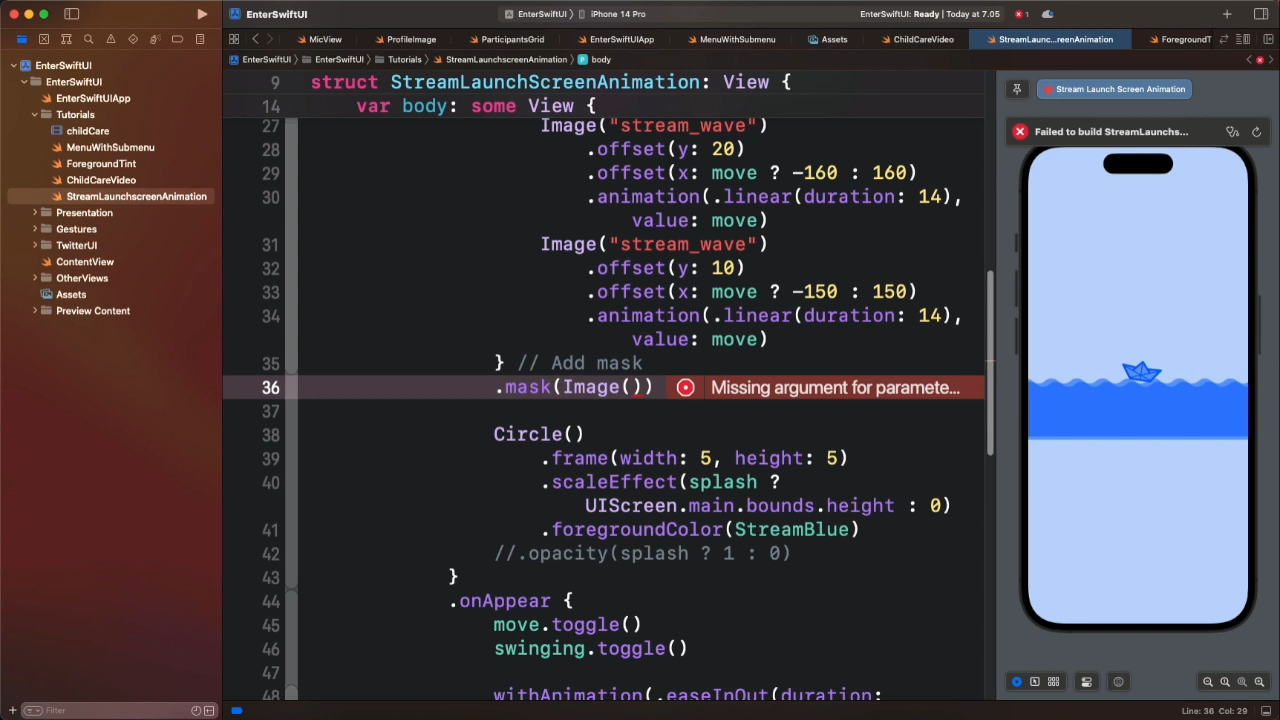 EnterSwiftUI
EnterSwiftUI
iPhone 14 Pro
EnterSwiftUI: Ready | Today at 7.05
1
MicView
ProfileImage
ParticipantsGrid
EnterSwiftUIApp
MenuWithSubmenu
Assets
ChildCareVideo
StreamLaunc...reenAnimation
ForegroundT
EnterSwiftUI
EnterSwiftUI
Tutorials
StreamLaunchscreenAnimation
body
EnterSwiftUI
EnterSwiftUI
EnterSwiftUIApp
Tutorials
childCare
MenuWithSubmenu
ForegroundTint
ChildCareVideo
StreamLaunchscreenAnimation
Presentation
Gestures
TwitterUI
ContentView
OtherViews
Assets
Preview Content
Filter
9 struct StreamLaunchScreenAnimation: View {
14 var body: some View {
27 Image("stream_wave")
28 .offset(y: 20)
29 .offset(x: move ? -160 : 160)
30 .animation(.linear(duration: 14),
value: move)
31 Image("stream_wave")
32 .offset(y: 10)
33 .offset(x: move ? -150 : 150)
34 .animation(.linear(duration: 14),
value: move)
35 } // Add mask
36 .mask(Image()) Missing argument for paramete...
37
38 Circle()
39 .frame(width: 5, height: 5)
40 .scaleEffect(splash ?
UIScreen.main.bounds.height : 0)
41 .foregroundColor(StreamBlue)
42 //.opacity(splash ? 1 : 0)
43 }
44 .onAppear {
45 move.toggle()
46 swinging.toggle()
47
48 withAnimation(.easeInOut(duration:
Stream Launch Screen Animation
Failed to build StreamLaunchs...
Line: 36 Col: 29